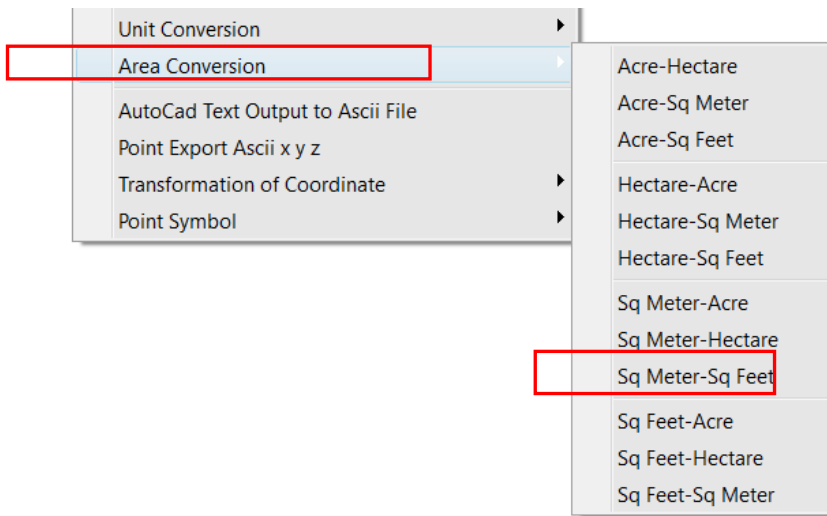 Unit Conversion
Area Conversion
AutoCad Text Output to Ascii File
Point Export Ascii x y z
Transformation of Coordinate
Point Symbol
Acre-Hectare
Acre-Sq Meter
Acre-Sq Feet
Hectare-Acre
Hectare-Sq Meter
Hectare-Sq Feet
Sq Meter-Acre
Sq Meter-Hectare
Sq Meter-Sq Feet
Sq Feet-Acre
Sq Feet-Hectare
Sq Feet-Sq Meter